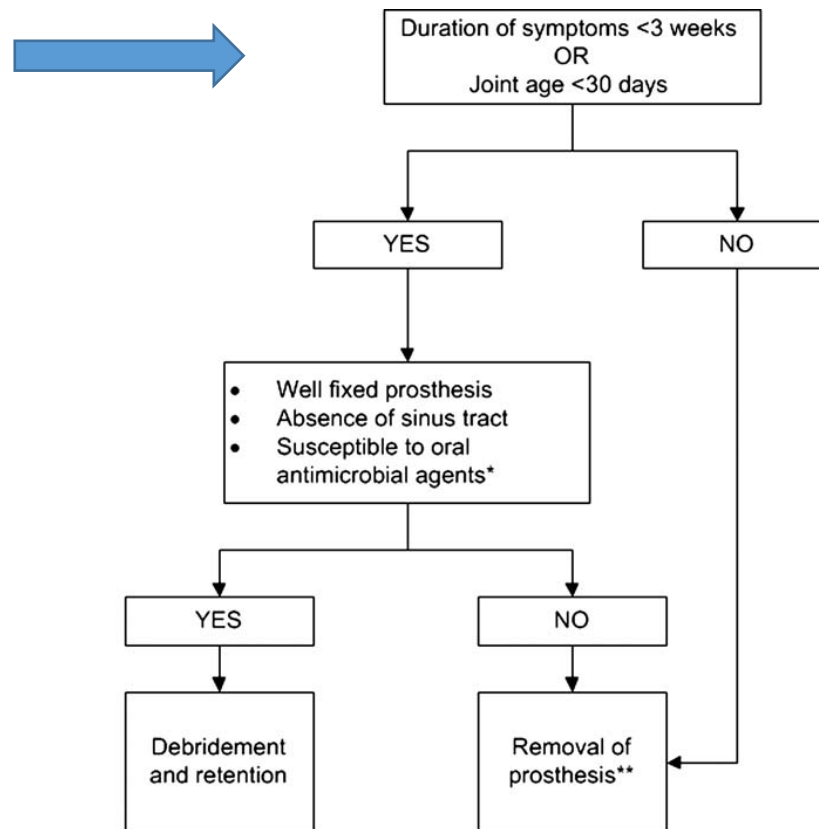 Duration of symptoms <3 weeks
OR
Joint age <30 days
YES
NO
• Well fixed prosthesis
• Absence of sinus tract
• Susceptible to oral
antimicrobial agents*
YES
NO
Debridement
and retention
Removal of
prosthesis**